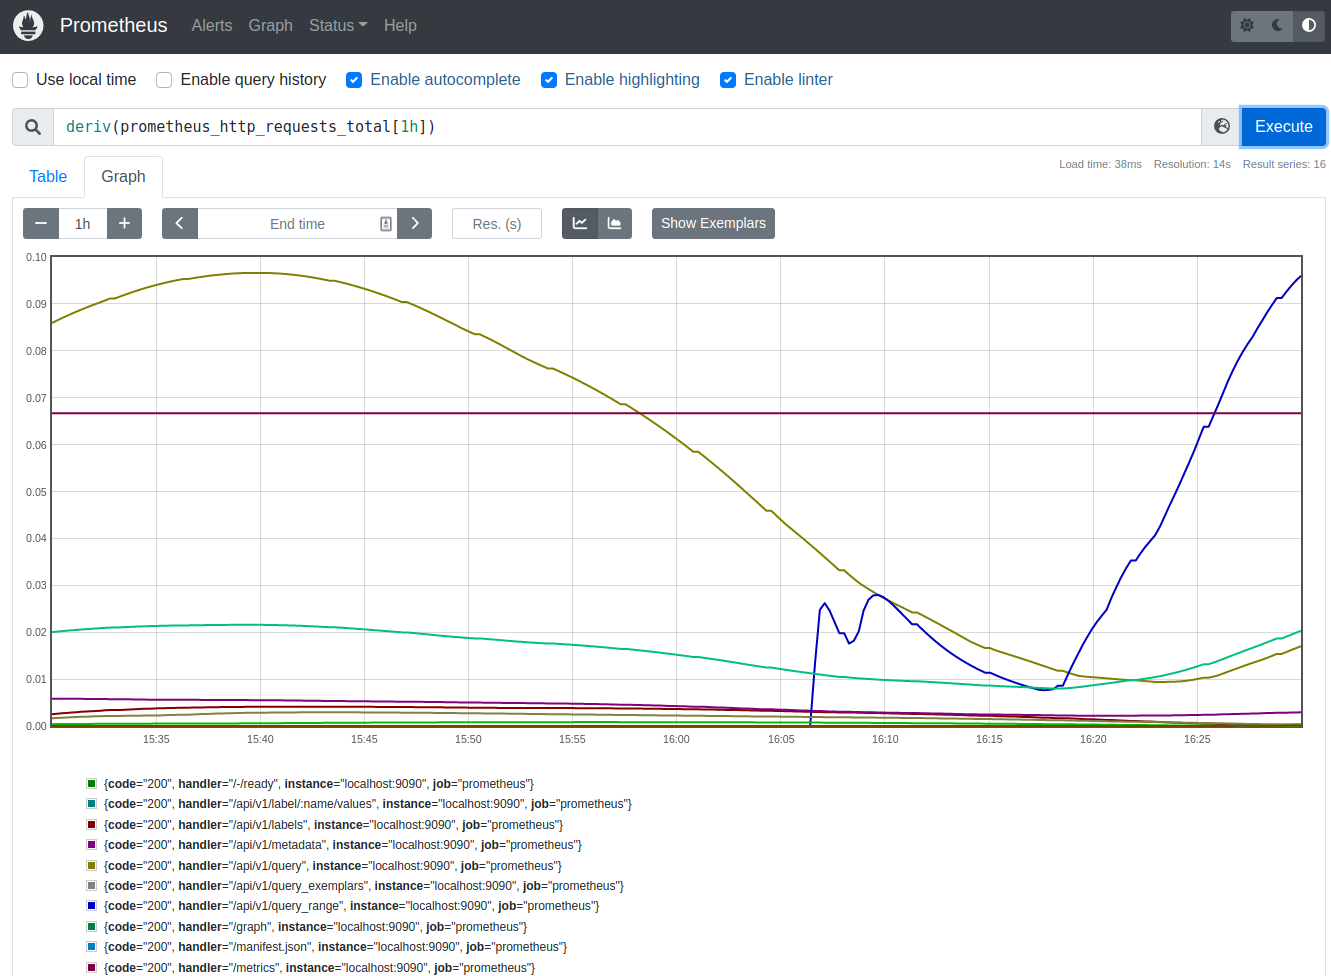 Prometheus Alerts Graph Status Help
Use local time Enable query history Enable autocomplete Enable highlighting Enable linter
deriv(prometheus_http_requests_total[1h]) Execute
Load time: 38ms Resolution: 14s Result series: 16
Table Graph
1h End time Res. (s) Show Exemplars
0.10
0.09
0.08
0.07
0.06
0.05
0.04
0.03
0.02
0.01
0.00
15:35 15:40 15:45 15:50 15:55 16:00 16:05 16:10 16:15 16:20 16:25
{code="200", handler="/-/ready", instance="localhost:9090", job="prometheus"}
{code="200", handler="/api/v1/label/:name/values", instance="localhost:9090", job="prometheus"}
{code="200", handler="/api/v1/labels", instance="localhost:9090", job="prometheus"}
{code="200", handler="/api/v1/metadata", instance="localhost:9090", job="prometheus"}
{code="200", handler="/api/v1/query", instance="localhost:9090", job="prometheus"}
{code="200", handler="/api/v1/query_exemplars", instance="localhost:9090", job="prometheus"}
{code="200", handler="/api/v1/query_range", instance="localhost:9090", job="prometheus"}
{code="200", handler="/graph", instance="localhost:9090", job="prometheus"}
{code="200", handler="/manifest.json", instance="localhost:9090", job="prometheus"}
{code="200", handler="/metrics", instance="localhost:9090", job="prometheus"}